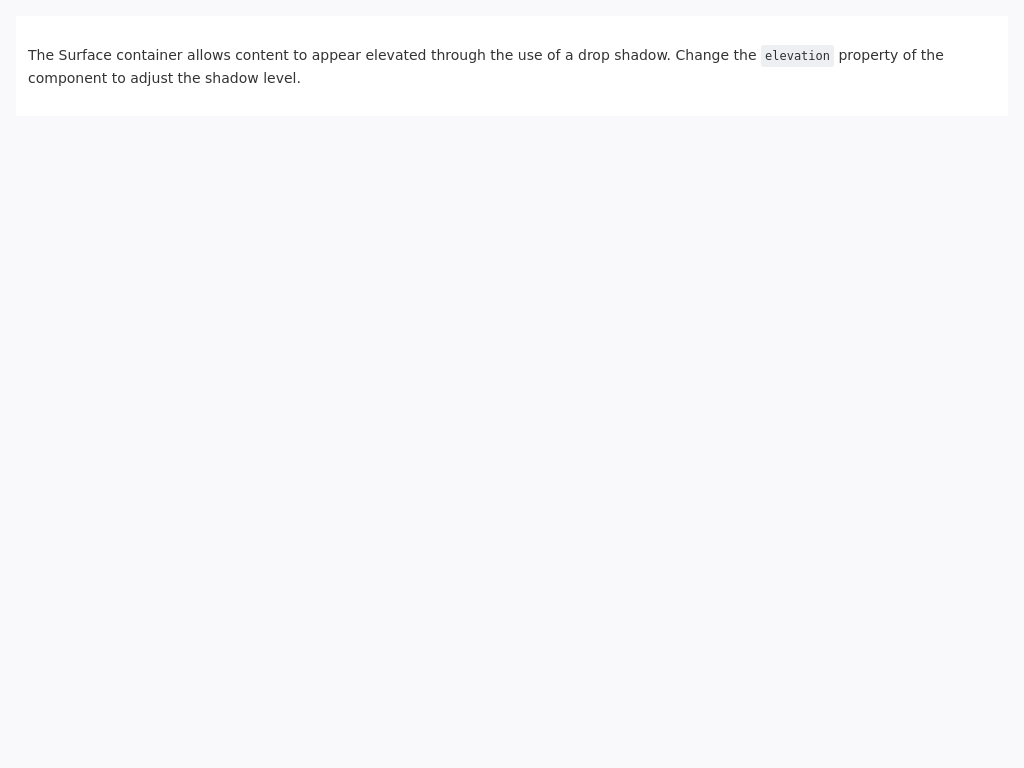 The Surface container allows content to appear elevated through the use of a drop shadow. Change the elevation property of the
component to adjust the shadow level.